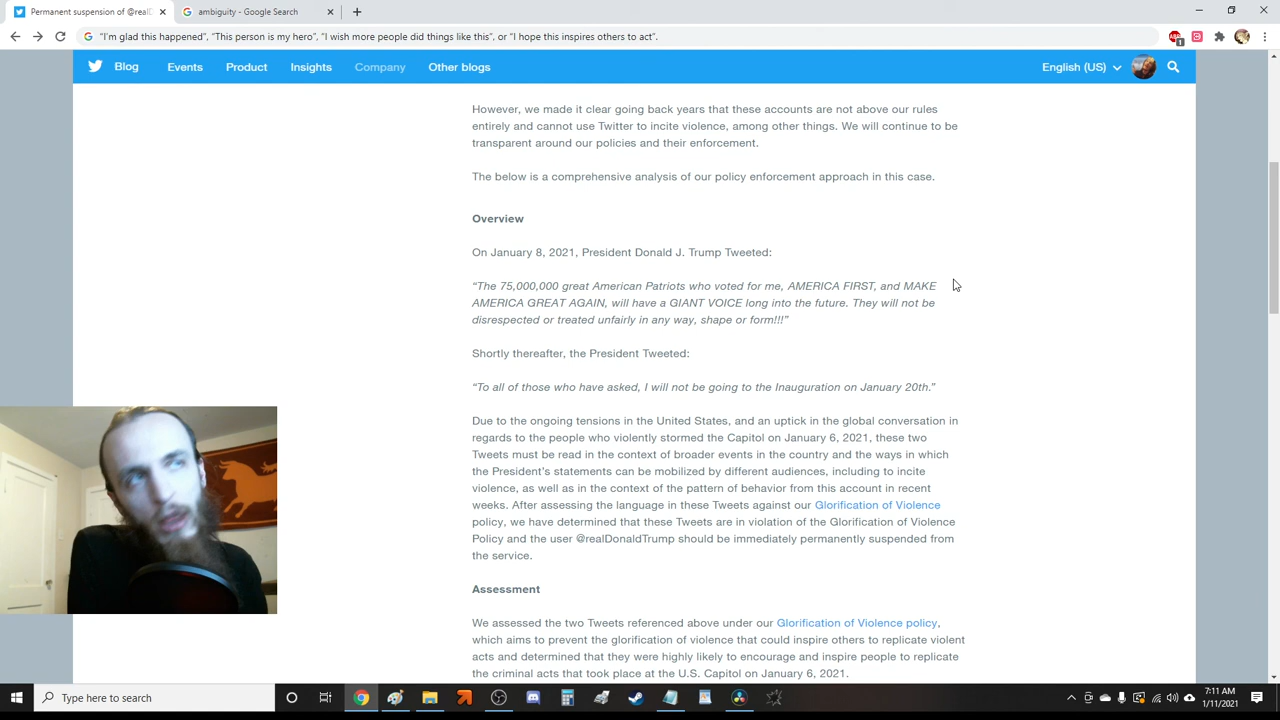 Permanent suspension of @realD
ambiguity - Google Search
"I'm glad this happened", "This person is my hero", "I wish more people did things like this", or "I hope this inspires others to act".
1
Blog Events Product Insights Company Other blogs English (US)
However, we made it clear going back years that these accounts are not above our rules
entirely and cannot use Twitter to incite violence, among other things. We will continue to be
transparent around our policies and their enforcement.
The below is a comprehensive analysis of our policy enforcement approach in this case.
Overview
On January 8, 2021, President Donald J. Trump Tweeted:
“The 75,000,000 great American Patriots who voted for me, AMERICA FIRST, and MAKE
AMERICA GREAT AGAIN, will have a GIANT VOICE long into the future. They will not be
disrespected or treated unfairly in any way, shape or form!!!”
Shortly thereafter, the President Tweeted:
“To all of those who have asked, I will not be going to the Inauguration on January 20th.”
Due to the ongoing tensions in the United States, and an uptick in the global conversation in
regards to the people who violently stormed the Capitol on January 6, 2021, these two
Tweets must be read in the context of broader events in the country and the ways in which
the President’s statements can be mobilized by different audiences, including to incite
violence, as well as in the context of the pattern of behavior from this account in recent
weeks. After assessing the language in these Tweets against our Glorification of Violence
policy, we have determined that these Tweets are in violation of the Glorification of Violence
Policy and the user @realDonaldTrump should be immediately permanently suspended from
the service.
Assessment
We assessed the two Tweets referenced above under our Glorification of Violence policy,
which aims to prevent the glorification of violence that could inspire others to replicate violent
acts and determined that they were highly likely to encourage and inspire people to replicate
the criminal acts that took place at the U.S. Capitol on January 6, 2021.
Type here to search
7:11 AM
1/11/2021